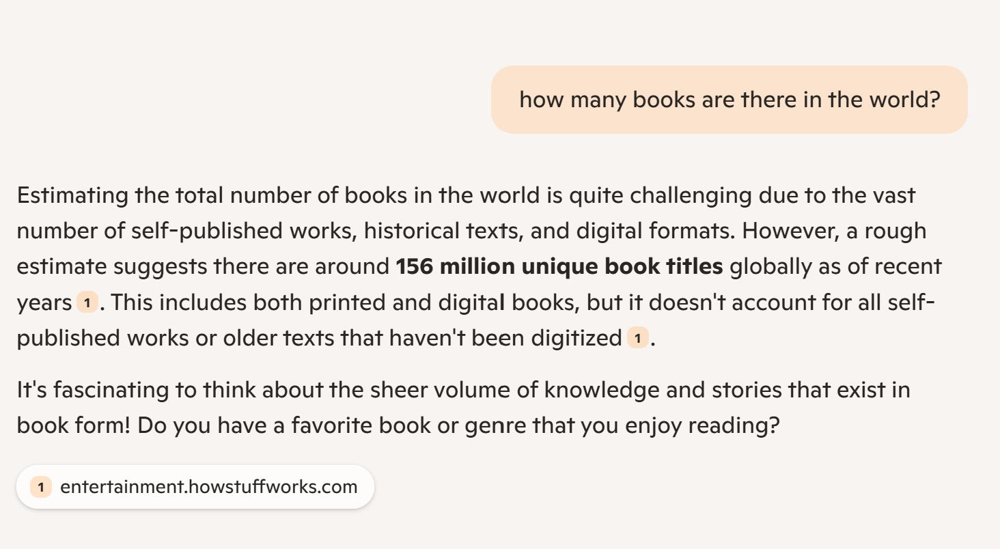 how many books are there in the world?
Estimating the total number of books in the world is quite challenging due to the vast
number of self-published works, historical texts, and digital formats. However, a rough
estimate suggests there are around 156 million unique book titles globally as of recent
years 1. This includes both printed and digital books, but it doesn't account for all self-
published works or older texts that haven't been digitized 1.
It's fascinating to think about the sheer volume of knowledge and stories that exist in
book form! Do you have a favorite book or genre that you enjoy reading?
1 entertainment.howstuffworks.com